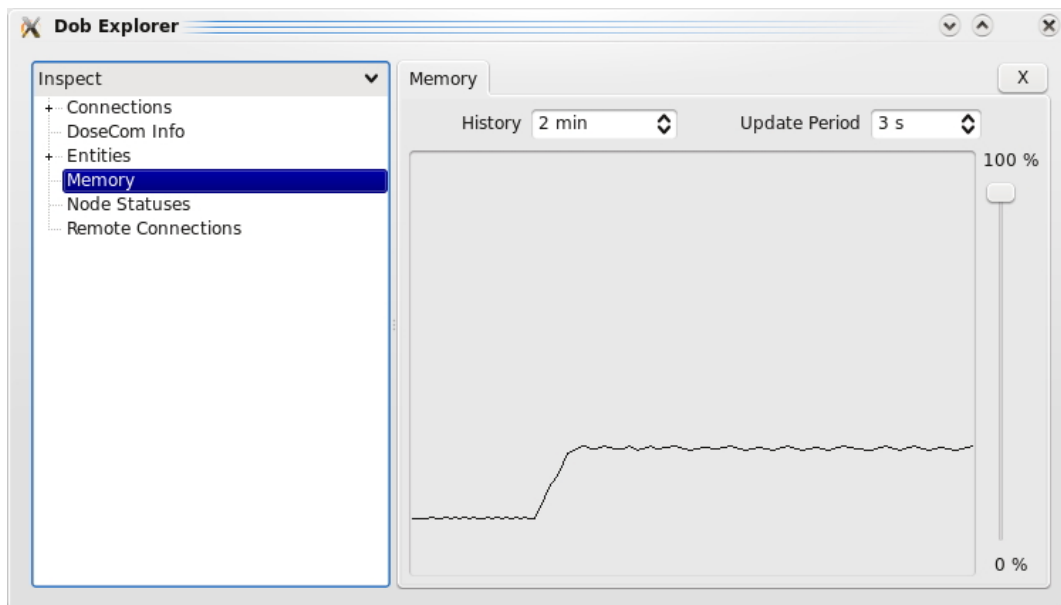 Dob Explorer
Inspect
Connections
DoseCom Info
Entities
Memory
Node Statuses
Remote Connections
Memory
X
History 2 min Update Period 3 s
100 %
0 %